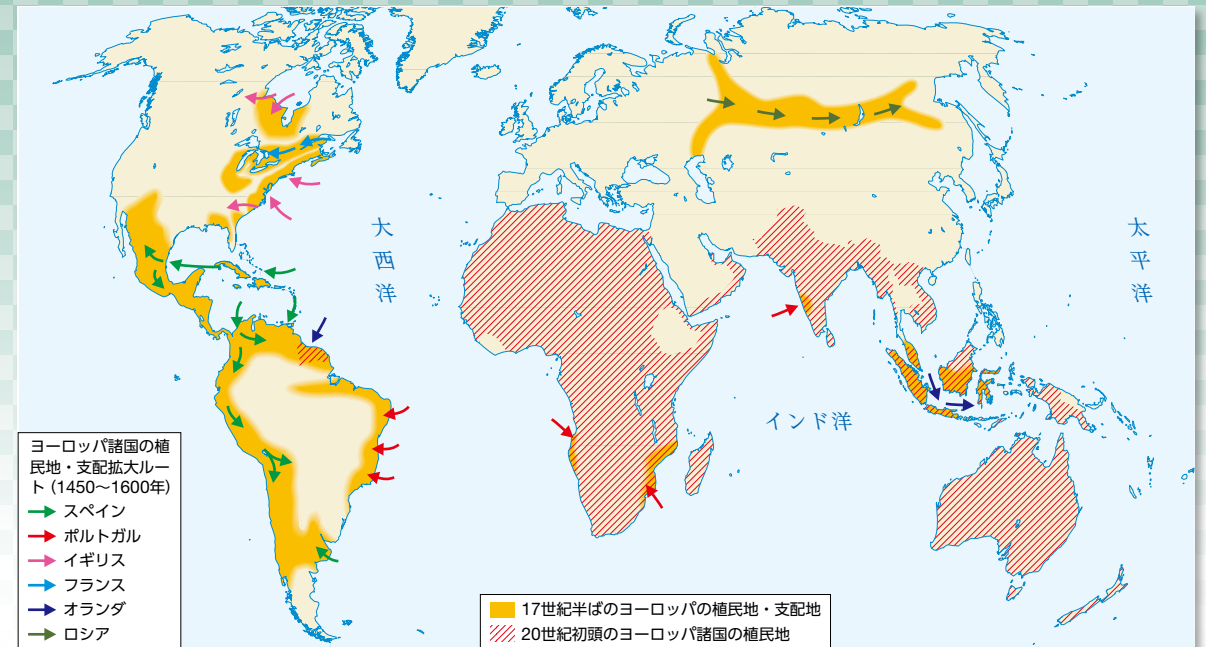 大西洋
太平洋
インド洋
ヨーロッパ諸国の植
民地・支配拡大ルー
ト（1450～1600年）
スペイン
ポルトガル
イギリス
フランス
オランダ
ロシア
17世紀半ばのヨーロッパの植民地・支配地
20世紀初頭のヨーロッパ諸国の植民地